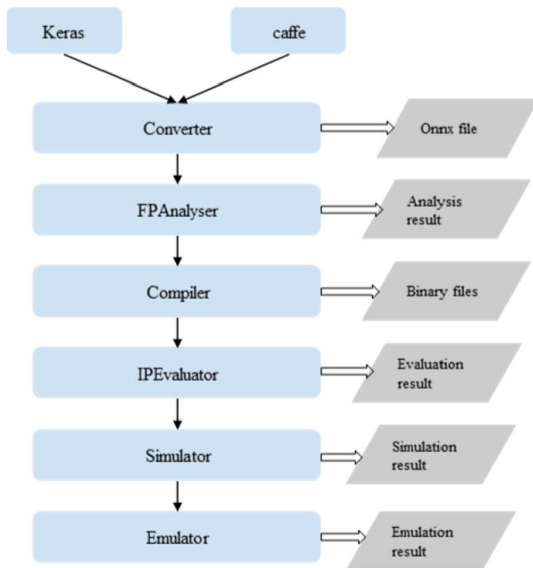 Keras
caffe
Converter
Onnx file
FPAnalyser
Analysis
result
Compiler
Binary files
IPEvaluator
Evaluation
result
Simulator
Simulation
result
Emulator
Emulation
result